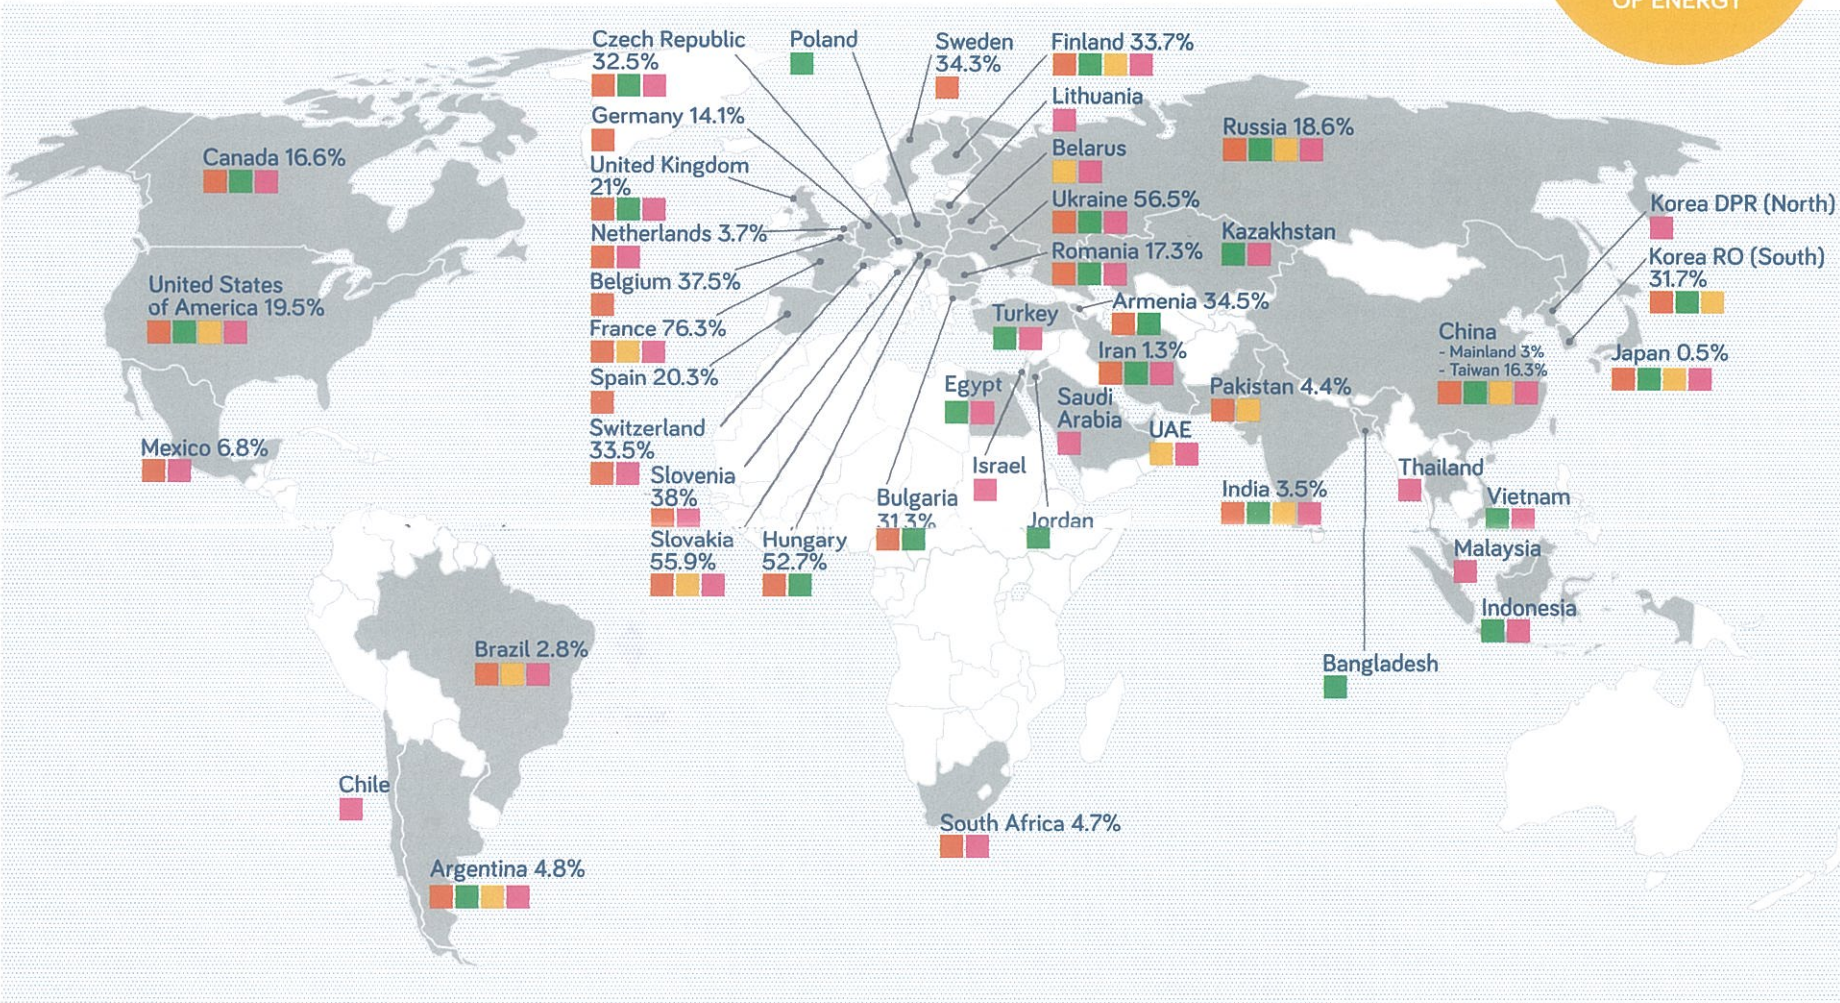 OF ENERGY
Czech Republic
32.5%
Poland
Sweden
34.3%
Finland 33.7%
Germany 14.1%
Lithuania
Canada 16.6%
United Kingdom
21%
Belarus
Russia 18.6%
Ukraine 56.5%
Korea DPR (North)
Netherlands 3.7%
Kazakhstan
Romania 17.3%
Korea RO (South)
31.7%
Belgium 37.5%
United States
of America 19.5%
Armenia 34.5%
Turkey
France 76.3%
China
- Mainland 3%
- Taiwan 16.3%
Iran 1.3%
Japan 0.5%
Spain 20.3%
Egypt
Saudi
Arabia
Pakistan 4.4%
Switzerland
33.5%
UAE
Mexico 6.8%
Slovenia
38%
Israel
Thailand
Bulgaria
31.3%
India 3.5%
Vietnam
Jordan
Slovakia
55.9%
Hungary
52.7%
Malaysia
Indonesia
Brazil 2.8%
Bangladesh
Chile
South Africa 4.7%
Argentina 4.8%